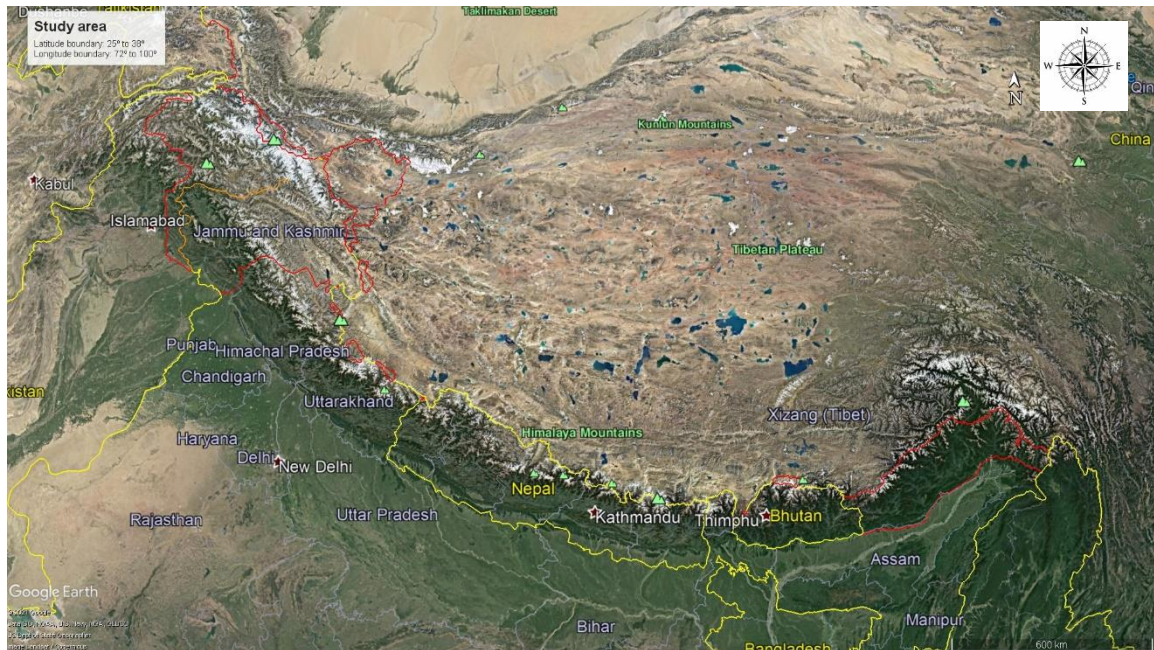 Taklimakan Desert
Study area
Latitude boundary: 25° to 38°
Longitude boundary: 72° to 100°
N
W
E
S
N
Qin
Kunlun Mountains
China
Kabul
Islamabad
Jammu and Kashmir
Tibetan Plateau
Punjab
Himachal Pradesh
Chandigarh
kistan
Uttarakhand
Xizang (Tibet)
Himalaya Mountains
Haryana
Delhi
New Delhi
Nepal
Rajasthan
Uttar Pradesh
Kathmandu
Thimphu
Bhutan
Assam
Google Earth
Bihar
Manipur
Bangladesh
600 km